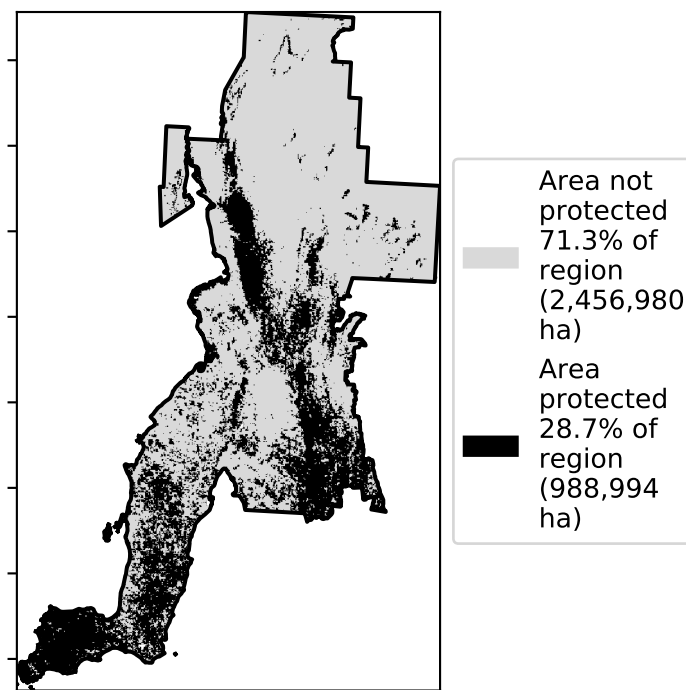 Area not
protected
71.3% of
region
(2,456,980
ha)
Area
protected
28.7% of
region
(988,994
ha)